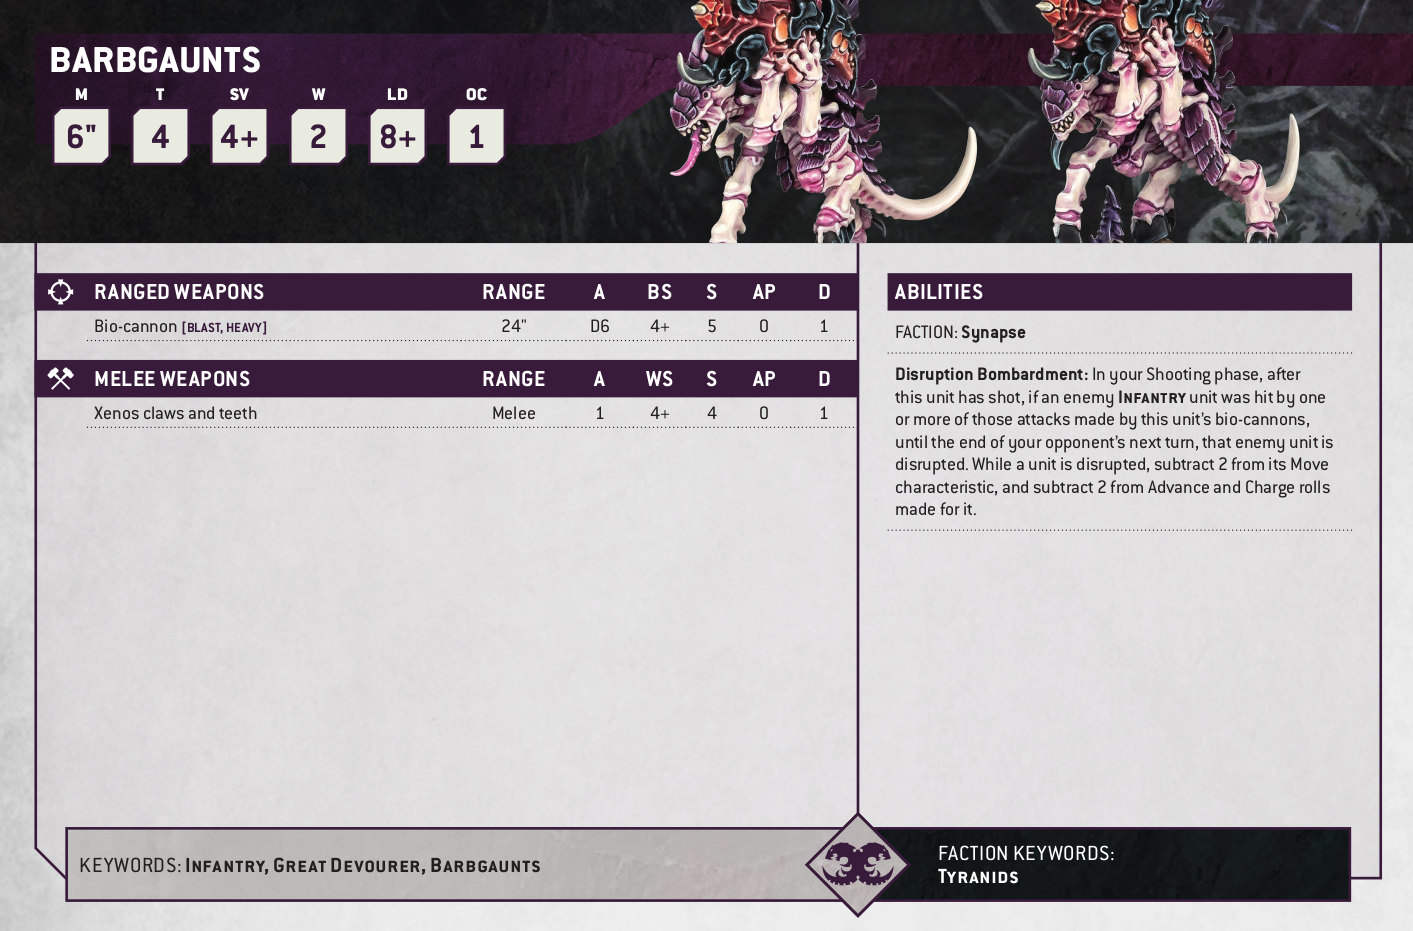 BARBGAUNTS
M T SV W LD OC
6" 4 4+ 2 8+ 1
RANGED WEAPONS RANGE A BS S AP D
Bio-cannon [BLAST, HEAVY] 24" D6 4+ 5 0 1
MELEE WEAPONS RANGE A WS S AP D
Xenos claws and teeth Melee 1 4+ 4 0 1
ABILITIES
FACTION: Synapse
Disruption Bombardment: In your Shooting phase, after
this unit has shot, if an enemy INFANTRY unit was hit by one
or more of those attacks made by this unit's bio-cannons,
until the end of your opponent's next turn, that enemy unit is
disrupted. While a unit is disrupted, subtract 2 from its Move
characteristic, and subtract 2 from Advance and Charge rolls
made for it.
KEYWORDS: INFANTRY, GREAT DEVOURER, BARBGAUNTS
FACTION KEYWORDS:
TYRANIDS